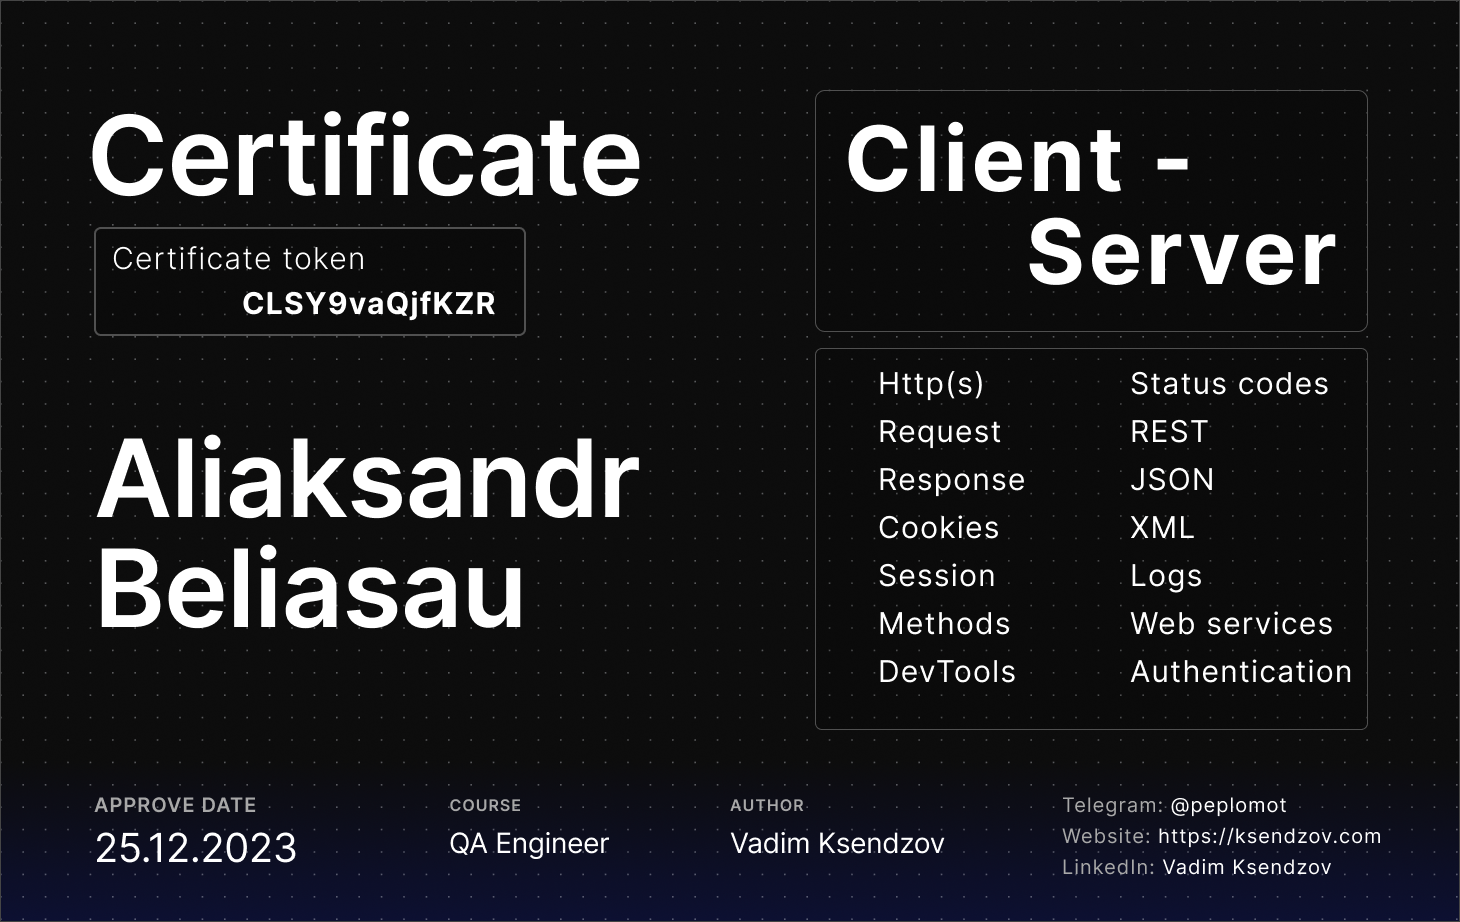 Certificate
Certificate token
CLSY9vaQjfKZR
Aliaksandr
Beliasau
Client -
Server
Http(s)
Request
Response
Cookies
Session
Methods
DevTools
Status codes
REST
JSON
XML
Logs
Web services
Authentication
APPROVE DATE
25.12.2023
COURSE
QA Engineer
AUTHOR
Vadim Ksendzov
Telegram: @peplomot
Website: https://ksendzov.com
LinkedIn: Vadim Ksendzov